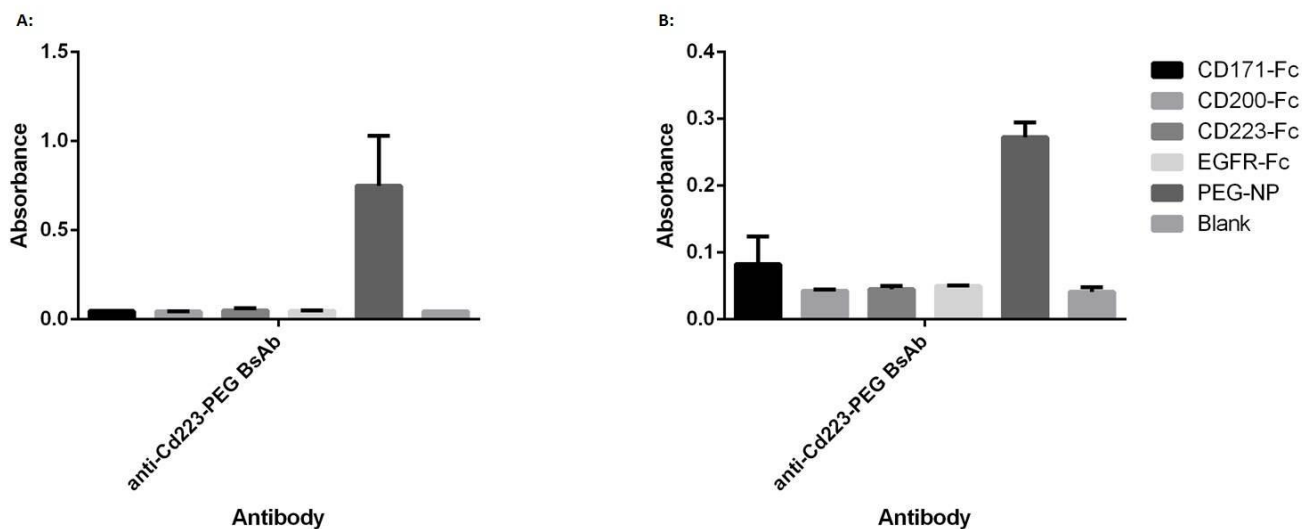 A:
1.5
1.0
0.5
0.0
Absorbance
anti-Cd223-PEG BsAb
Antibody
B:
0.4
0.3
0.2
0.1
0.0
Absorbance
anti-Cd223-PEG BsAb
Antibody
CD171-Fc
CD200-Fc
CD223-Fc
EGFR-Fc
PEG-NP
Blank